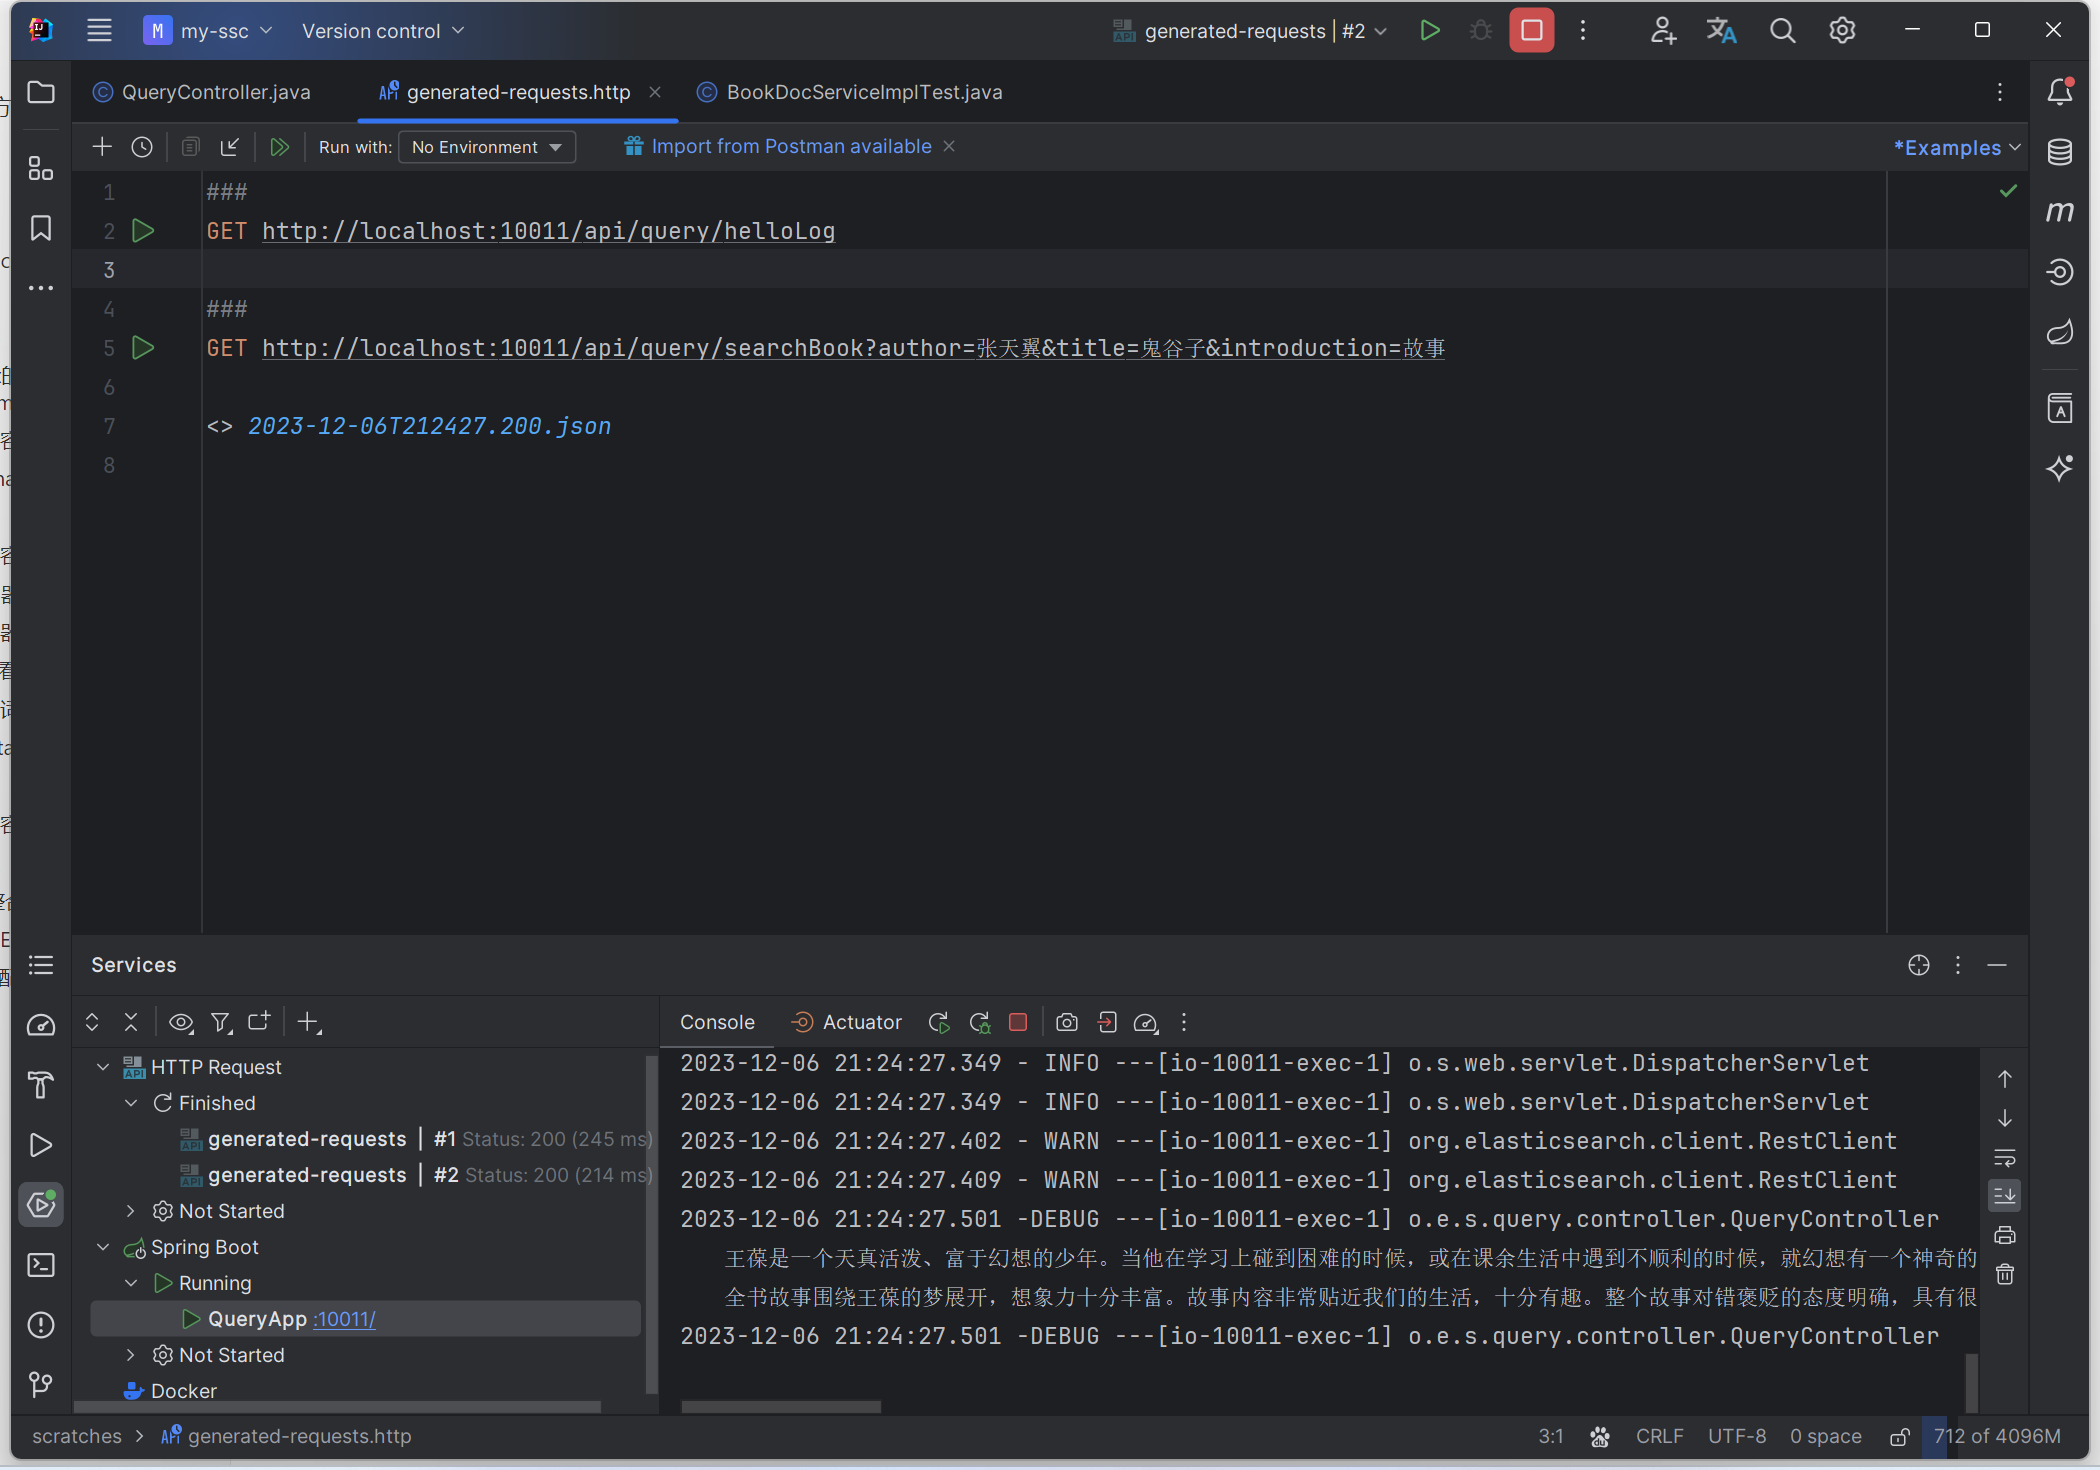 M my-ssc Version control generated-requests | #2
QueryController.java generated-requests.http BookDocServiceImplTest.java
Run with: No Environment Import from Postman available *Examples
1 ###
2 GET http://localhost:10011/api/query/helloLog
3
4 ###
5 GET http://localhost:10011/api/query/searchBook?author=张天翼&title=鬼谷子&introduction=故事
6
7 <> 2023-12-06T212427.200.json
8
Services
Console Actuator
HTTP Request
Finished
generated-requests | #1 Status: 200 (245 ms)
generated-requests | #2 Status: 200 (214 ms)
Not Started
Spring Boot
Running
QueryApp :10011/
Not Started
Docker
2023-12-06 21:24:27.349 - INFO ---[io-10011-exec-1] o.s.web.servlet.DispatcherServlet
2023-12-06 21:24:27.349 - INFO ---[io-10011-exec-1] o.s.web.servlet.DispatcherServlet
2023-12-06 21:24:27.402 - WARN ---[io-10011-exec-1] org.elasticsearch.client.RestClient
2023-12-06 21:24:27.409 - WARN ---[io-10011-exec-1] org.elasticsearch.client.RestClient
2023-12-06 21:24:27.501 -DEBUG ---[io-10011-exec-1] o.e.s.query.controller.QueryController
王葆是一个天真活泼、富于幻想的少年。当他在学习上碰到困难的时候，或在课余生活中遇到不顺利的时候，就幻想有一个神奇的
全书故事围绕王葆的梦展开，想象力十分丰富。故事内容非常贴近我们的生活，十分有趣。整个故事对错褒贬的态度明确，具有很
2023-12-06 21:24:27.501 -DEBUG ---[io-10011-exec-1] o.e.s.query.controller.QueryController
scratches > generated-requests.http 3:1 CRLF UTF-8 0 space 712 of 4096M